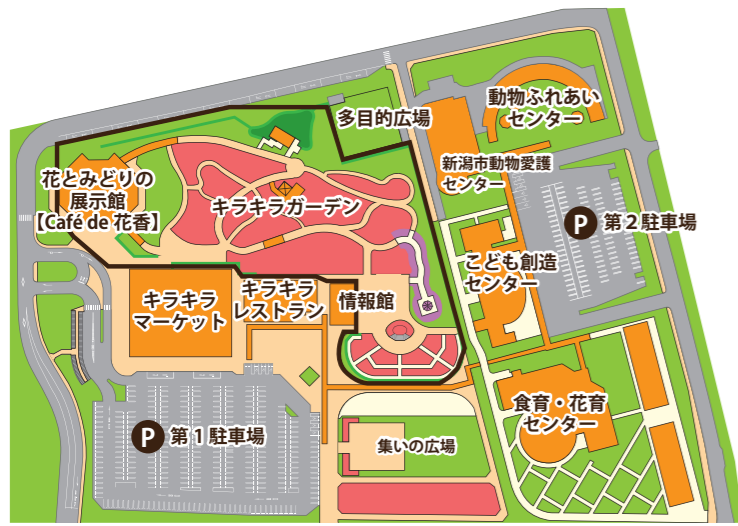 動物ふれあい
センター
多目的広場
新潟市動物愛護
センター
花とみどりの
展示館
【Café de 花香】
キラキラガーデン
P 第2駐車場
こども創造
センター
キラキラ
マーケット
キラキラ
レストラン
情報館
食育・花育
センター
P 第1駐車場
集いの広場